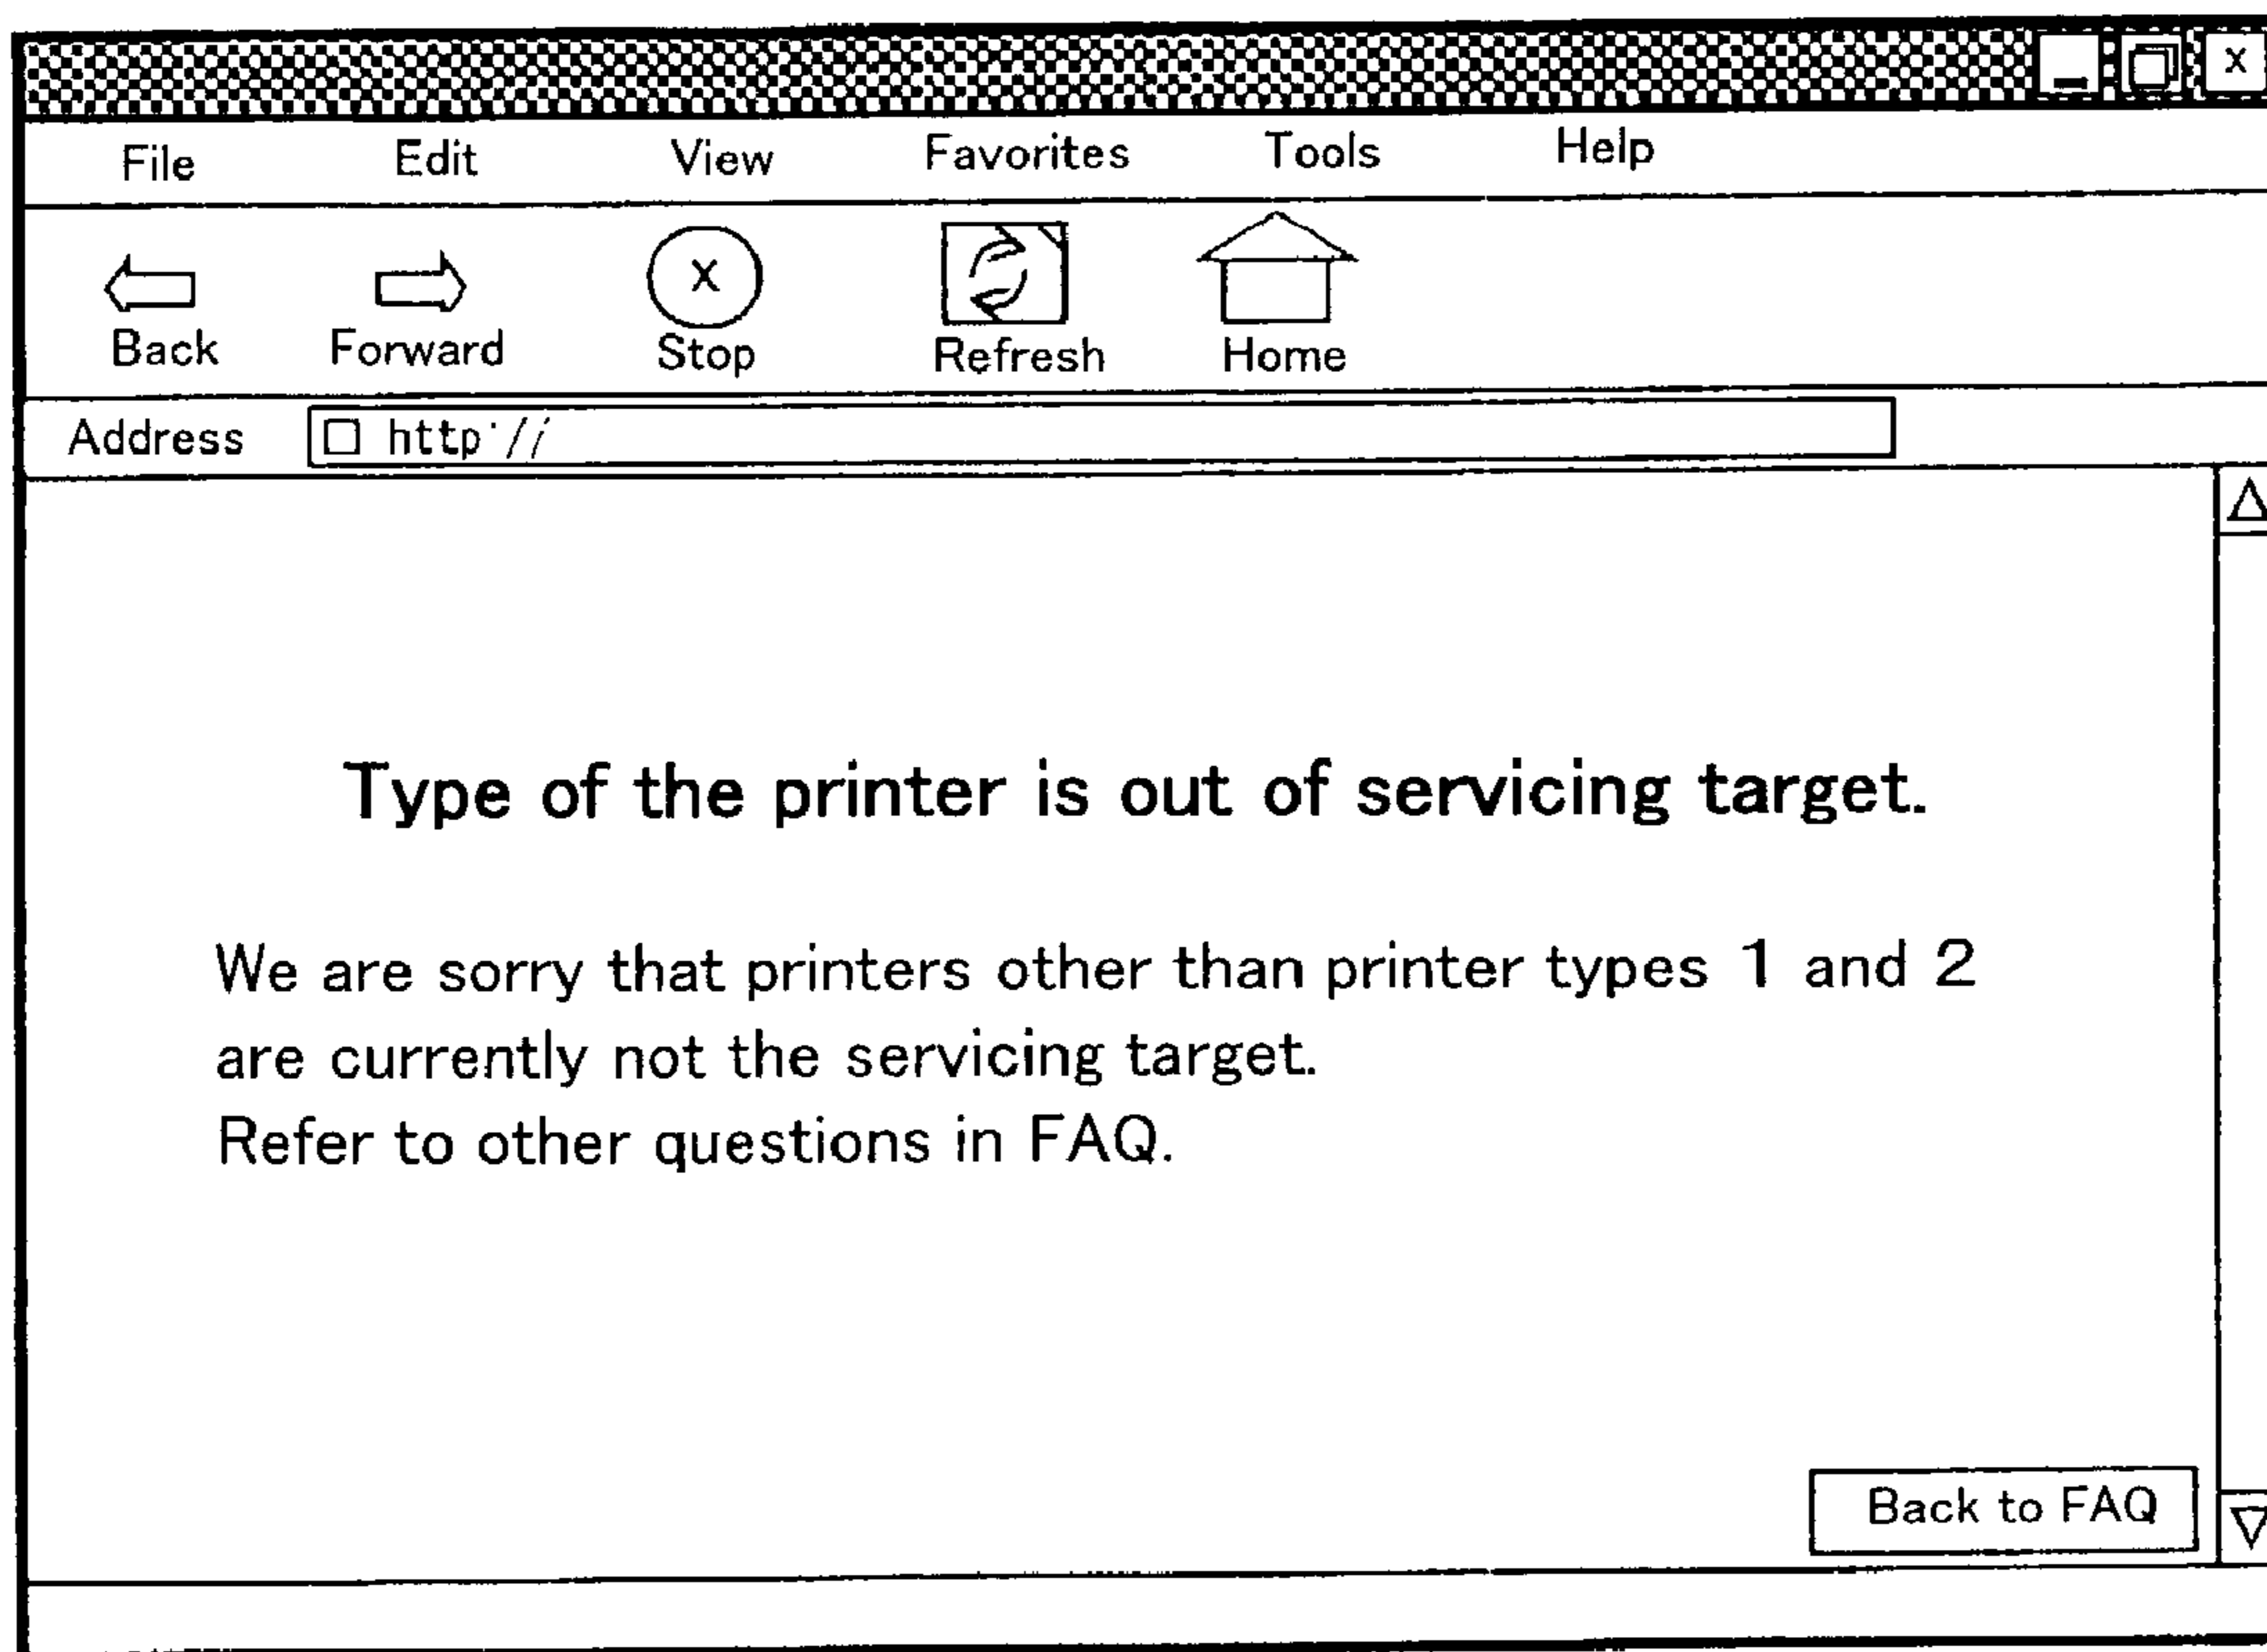 X
File Edit View Favorites Tools Help
X
Back Forward Stop Refresh Home
Address http://
Type of the printer is out of servicing target.
We are sorry that printers other than printer types 1 and 2
are currently not the servicing target.
Refer to other questions in FAQ.
Back to FAQ